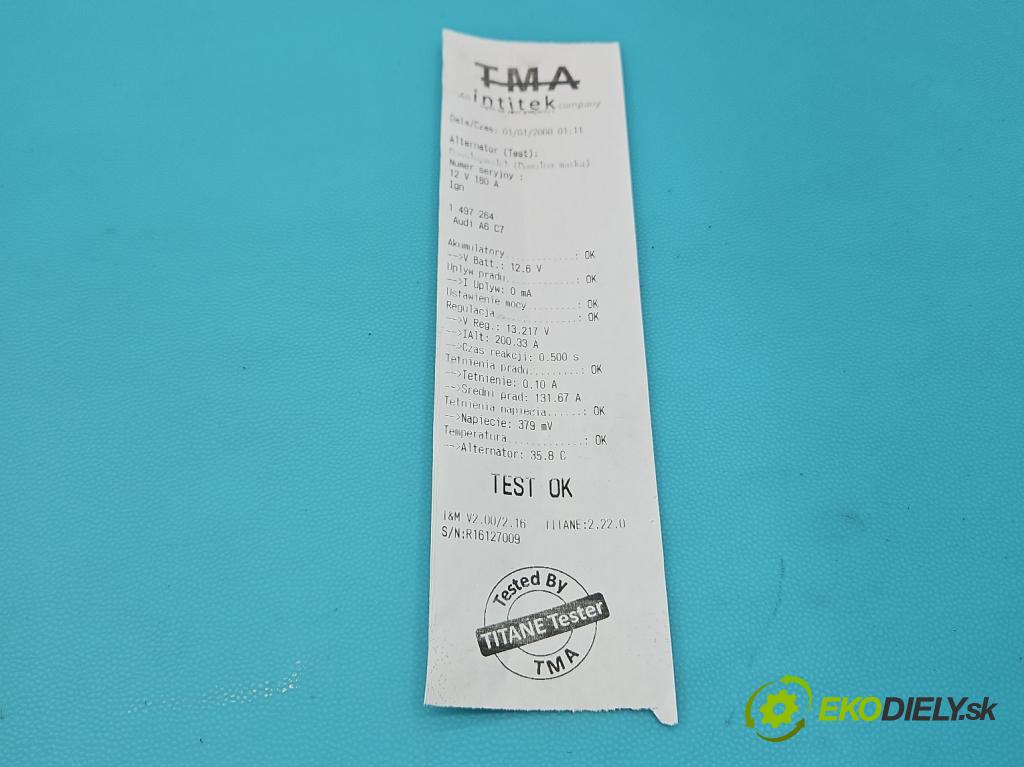 TMA
An intitek company
Data/Czas: 01/01/2000 01:11
Alternator (Test):
Numer seryjny :
12 V 180 A
Ign
1 497 264
Audi A6 C7
Akumulatory..............: OK
-->V Batt.: 12.6 V
Uplyw pradu..............: OK
-->I Uplyw: 0 mA
Ustawienie mocy..........: OK
Regulacja................: OK
-->V Reg.: 13.217 V
-->IAlt: 200.33 A
-->Czas reakcji: 0.500 s
Tetnienia pradu..........: OK
-->Tetnienie: 0.10 A
-->Sredni prad: 131.67 A
Tetnienia napiecia......: OK
-->Napiecie: 379 mV
Temperatura.............: OK
-->Alternator: 35.8 C
TEST OK
I&M V2.00/2.16 TITANE:2.22.0
S/N:R16127009
Tested By
TITANE Tester
TMA
EKODIELY.sk